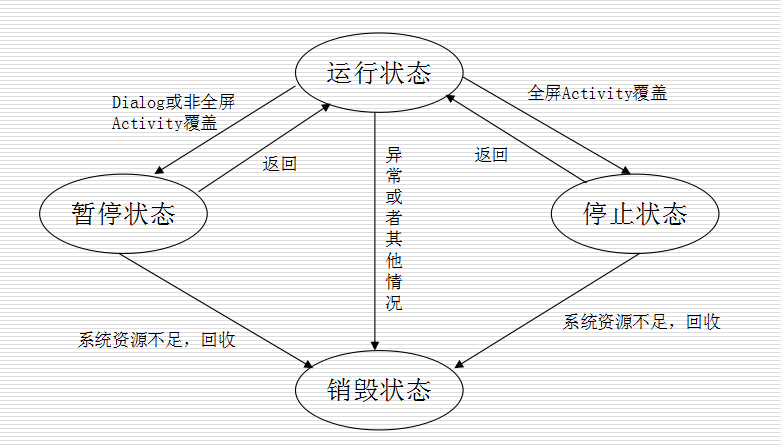 运行状态
Dialog或非全屏
Activity覆盖
全屏Activity覆盖
返回
异常或者其他情况
返回
暂停状态
停止状态
系统资源不足，回收
系统资源不足，回收
销毁状态